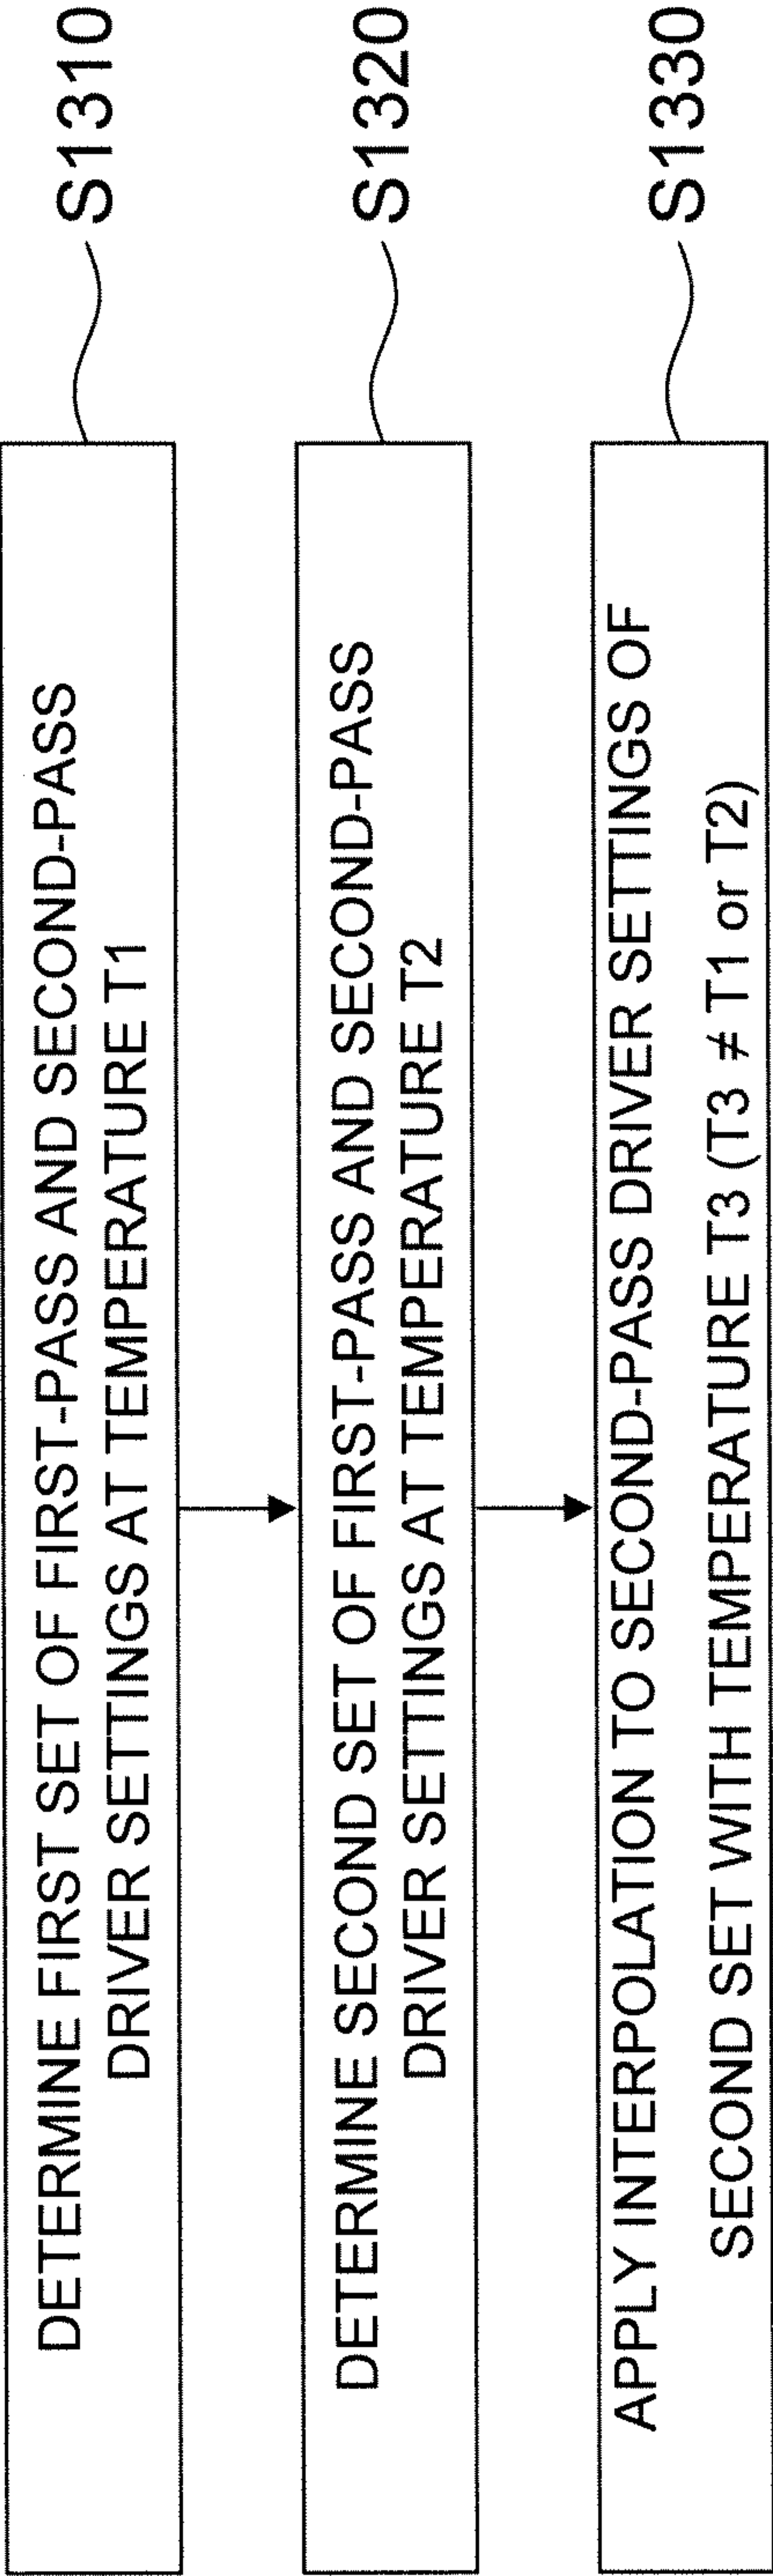 DETERMINE FIRST SET OF FIRST-PASS AND SECOND-PASS
DRIVER SETTINGS AT TEMPERATURE T1
S1310
DETERMINE SECOND SET OF FIRST-PASS AND SECOND-PASS
DRIVER SETTINGS AT TEMPERATURE T2
S1320
APPLY INTERPOLATION TO SECOND-PASS DRIVER SETTINGS OF
SECOND SET WITH TEMPERATURE T3 (T3 ≠ T1 or T2)
S1330